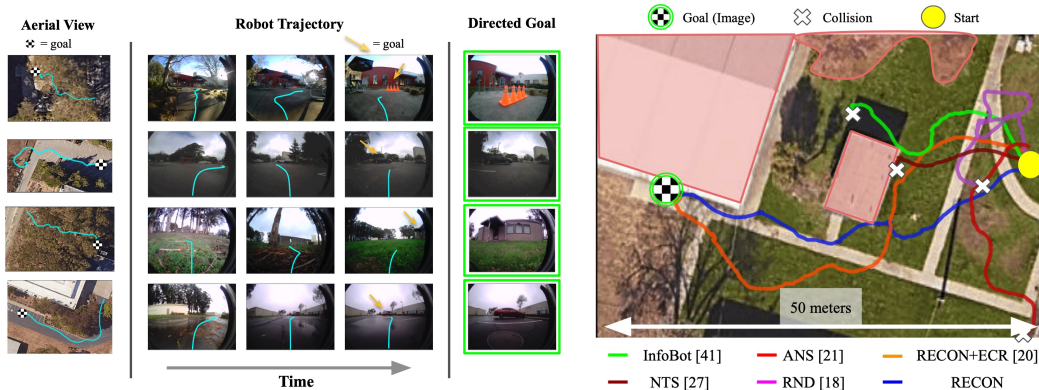 Aerial View
= goal
Robot Trajectory
= goal
Directed Goal
Time
Goal (Image)
Collision
Start
50 meters
InfoBot [41]
ANS [21]
RECON+ECR [20]
NTS [27]
RND [18]
RECON